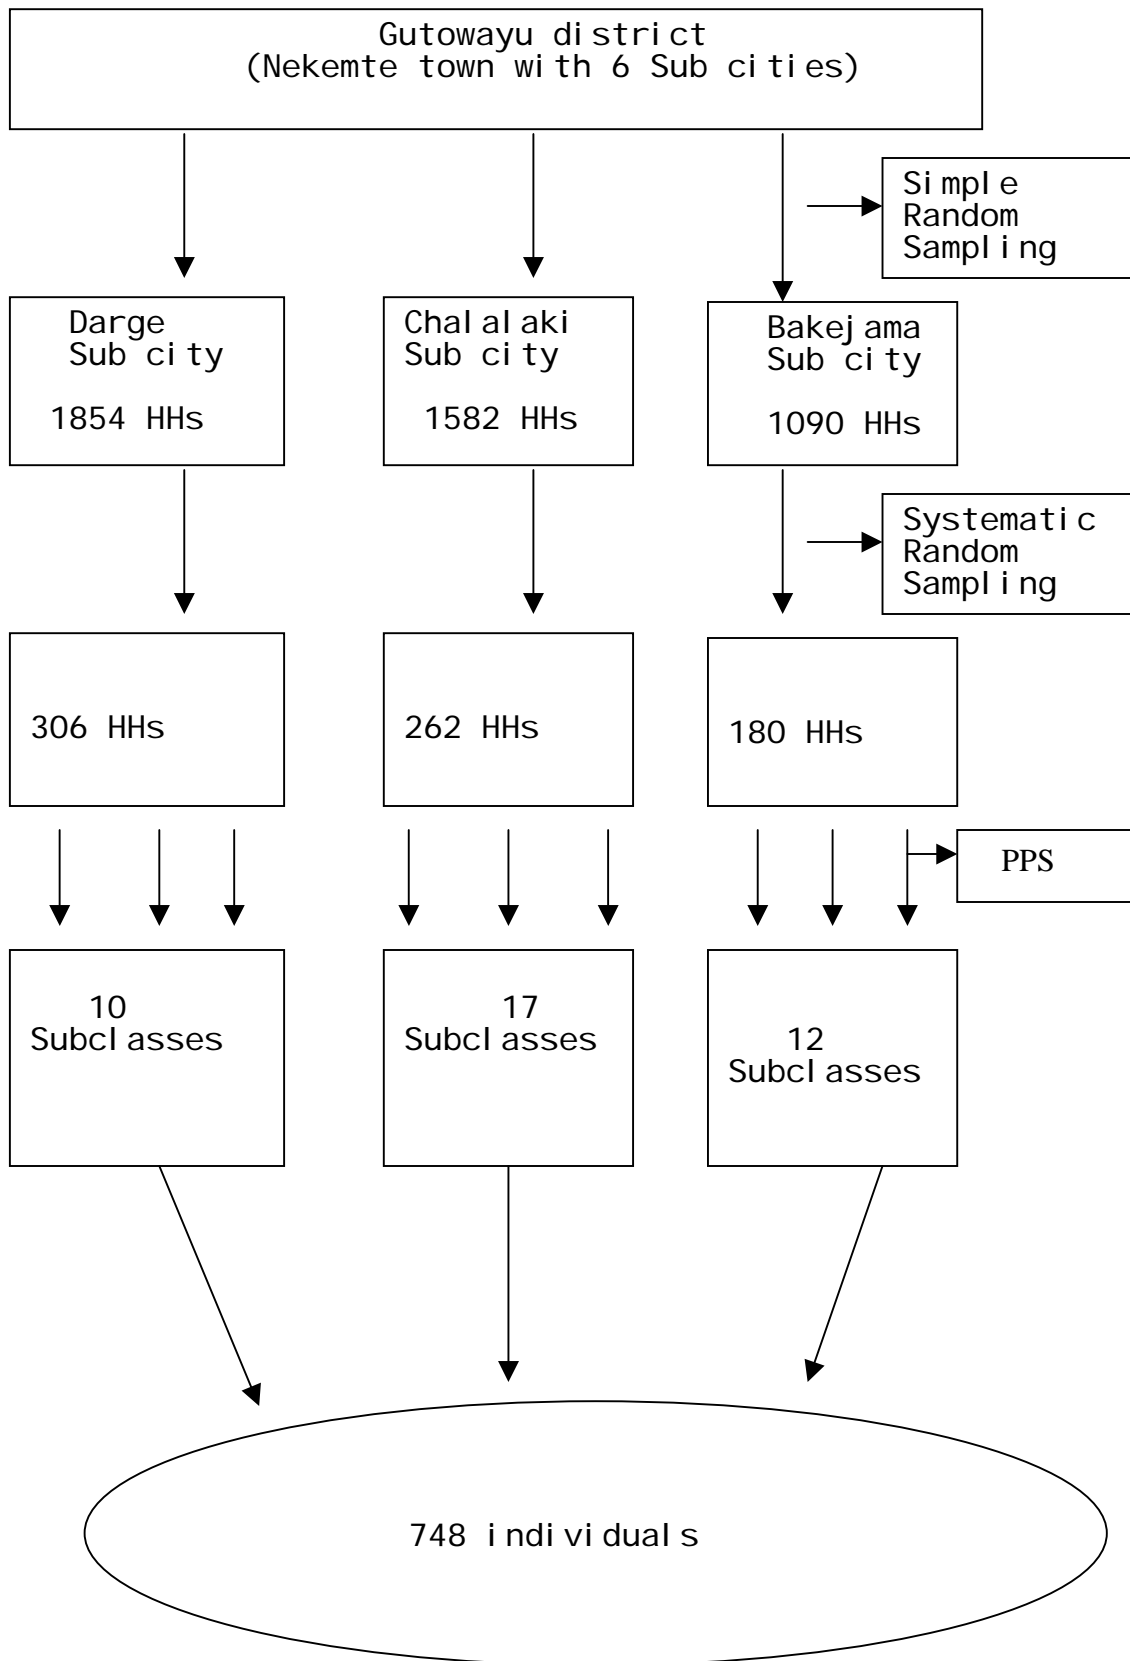 Gutowayu district
(Nekemte town with 6 Sub cities)
Simple
Random
Sampling
Darge
Sub city
1854 HHs
Chalalaki
Sub city
1582 HHs
Bakejama
Sub city
1090 HHs
Systematic
Random
Sampling
306 HHs
262 HHs
180 HHs
PPS
10
Subclasses
17
Subclasses
12
Subclasses
748 individuals